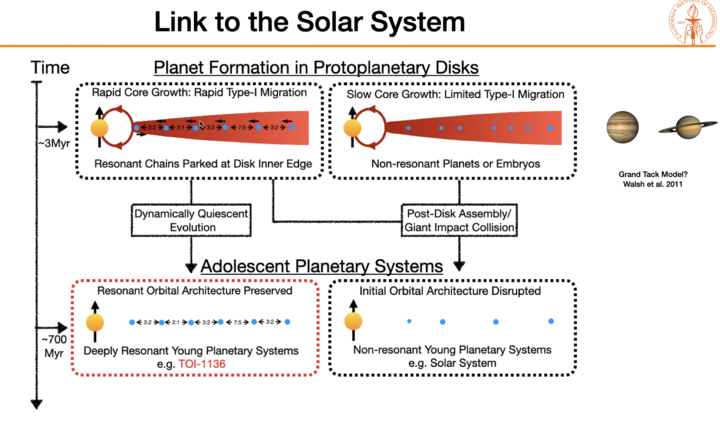 Link to the Solar System
CALIFORNIA INSTITUTE OF TECHNOLOGY
Time
Planet Formation in Protoplanetary Disks
Rapid Core Growth: Rapid Type-I Migration
3:2 2:1 3:2 7:5 3:2
Resonant Chains Parked at Disk Inner Edge
Slow Core Growth: Limited Type-I Migration
Non-resonant Planets or Embryos
~3Myr
Grand Tack Model?
Walsh et al. 2011
Dynamically Quiescent
Evolution
Post-Disk Assembly/
Giant Impact Collision
Adolescent Planetary Systems
Resonant Orbital Architecture Preserved
3:2 2:1 3:2 7:5 3:2
Deeply Resonant Young Planetary Systems
e.g. TOI-1136
Initial Orbital Architecture Disrupted
Non-resonant Young Planetary Systems
e.g. Solar System
~700
Myr